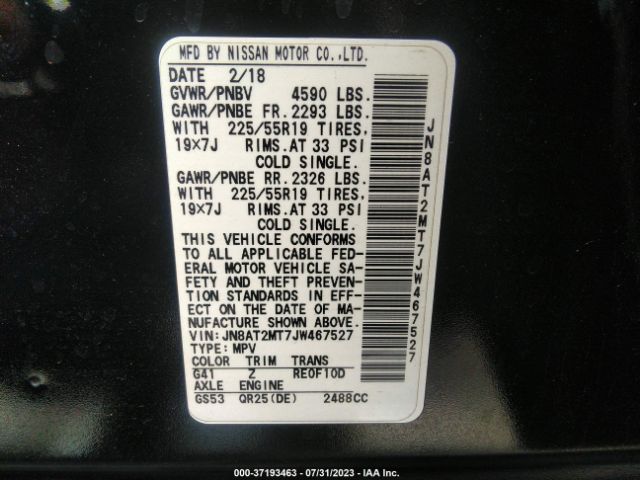 MFD BY NISSAN MOTOR CO.,LTD.
DATE 2/18
GVWR/PNBV 4590 LBS.
GAWR/PNBE FR. 2293 LBS.
WITH 225/55R19 TIRES,
19×7J RIMS.AT 33 PSI
COLD SINGLE.
GAWR/PNBE RR. 2326 LBS.
WITH 225/55R19 TIRES,
19×7J RIMS.AT 33 PSI
COLD SINGLE.
THIS VEHICLE CONFORMS
TO ALL APPLICABLE FED-
ERAL MOTOR VEHICLE SA-
FETY AND THEFT PREVEN-
TION STANDARDS IN EFF-
ECT ON THE DATE OF MA-
NUFACTURE SHOWN ABOVE.
VIN: JN8AT2MT7JW467527
TYPE: MPV
COLOR TRIM TRANS
G41 Z RE0F10D
AXLE ENGINE
GS53 QR25(DE) 2488CC
JN8AT2MT7JW467527
000-37193463 - 07/31/2023 - IAA Inc.